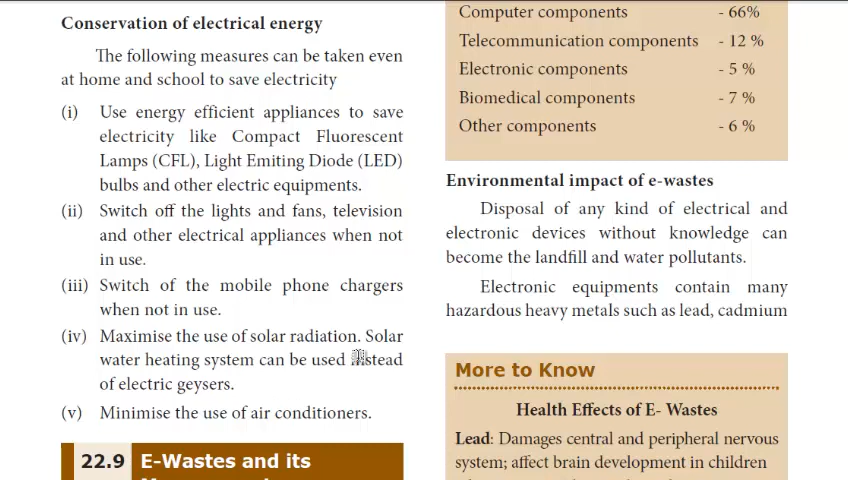 Conservation of electrical energy
The following measures can be taken even
at home and school to save electricity
(i) Use energy efficient appliances to save
electricity like Compact Fluorescent
Lamps (CFL), Light Emiting Diode (LED)
bulbs and other electric equipments.
(ii) Switch off the lights and fans, television
and other electrical appliances when not
in use.
(iii) Switch of the mobile phone chargers
when not in use.
(iv) Maximise the use of solar radiation. Solar
water heating system can be used instead
of electric geysers.
(v) Minimise the use of air conditioners.
22.9 E-Wastes and its
Computer components - 66%
Telecommunication components - 12 %
Electronic components - 5 %
Biomedical components - 7 %
Other components - 6 %
Environmental impact of e-wastes
Disposal of any kind of electrical and
electronic devices without knowledge can
become the landfill and water pollutants.
Electronic equipments contain many
hazardous heavy metals such as lead, cadmium
More to Know
Health Effects of E- Wastes
Lead: Damages central and peripheral nervous
system; affect brain development in children